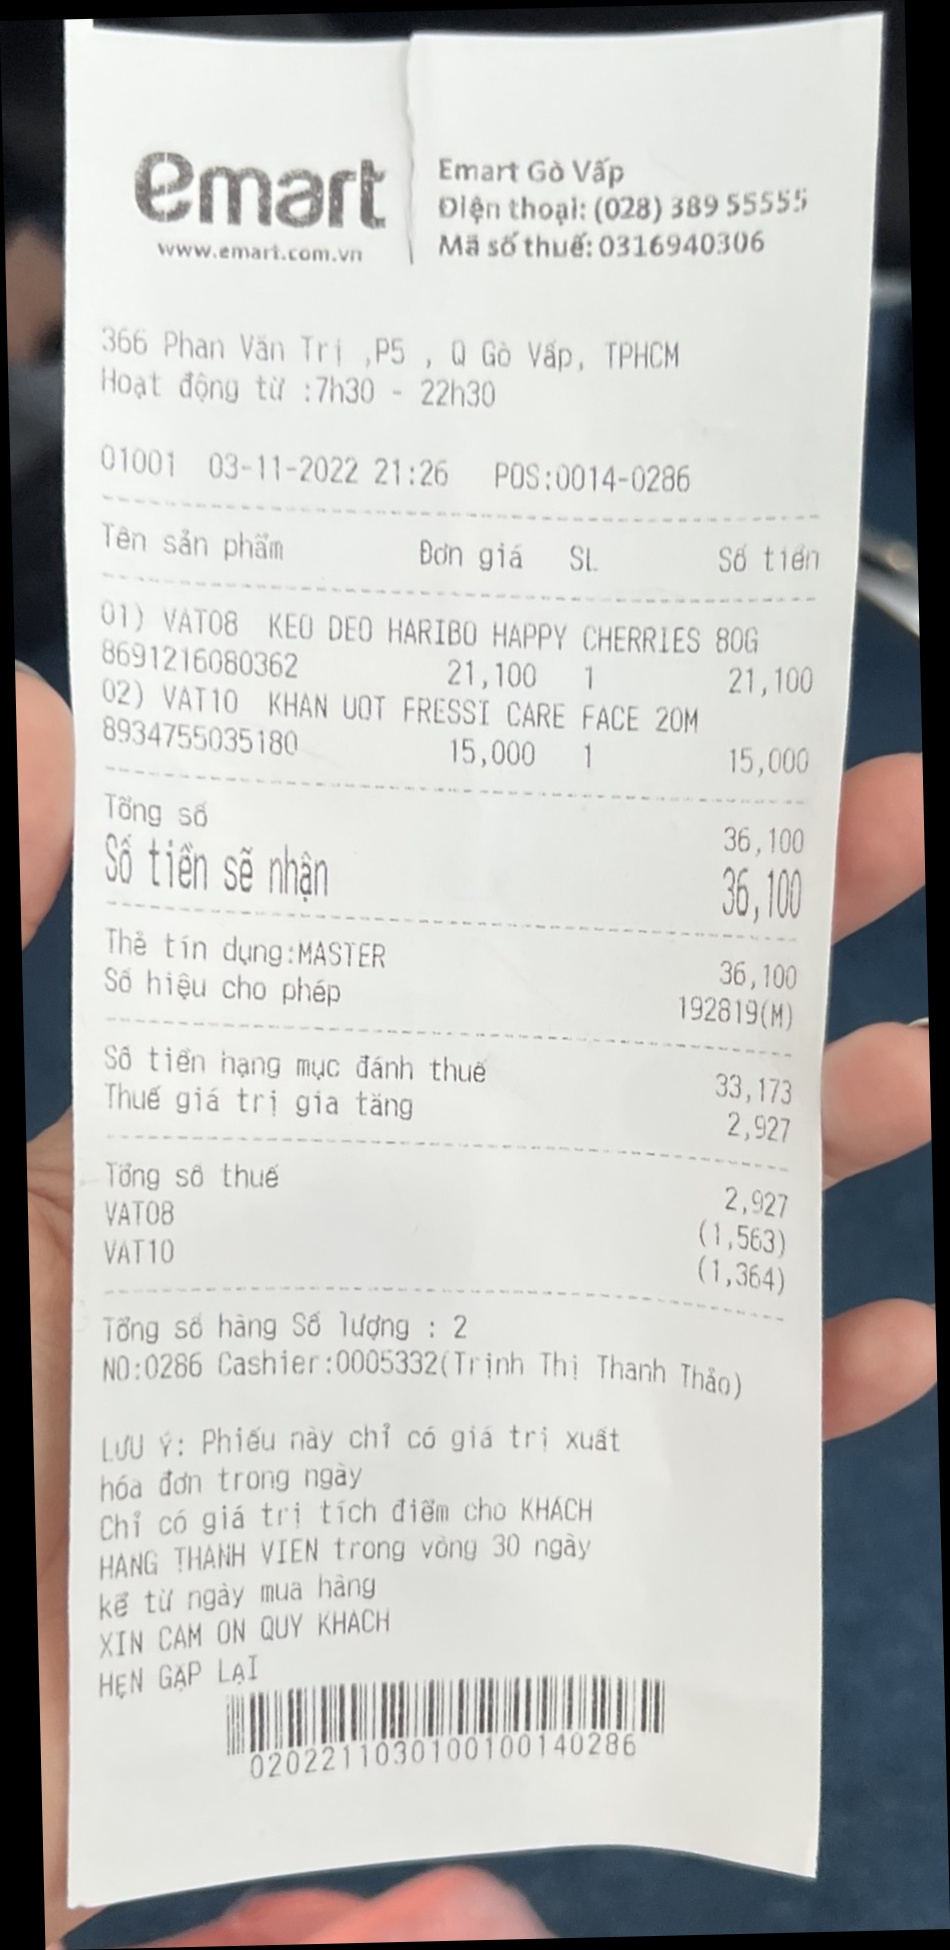 emart
www.emart.com.vn
Emart Gò Vấp
Điện thoại: (028) 389 55555
Mã số thuế: 0316940306
366 Phan Văn Trị ,P5 , Q Gò Vấp, TPHCM
Hoạt động từ :7h30 - 22h30
01001 03-11-2022 21:26 POS:0014-0286
Tên sản phẩm Đơn giá SL Số tiền
01) VAT08 KEO DEO HARIBO HAPPY CHERRIES 80G
8691216080362 21,100 1 21,100
02) VAT10 KHAN UOT FRESSI CARE FACE 20M
8934755035180 15,000 1 15,000
Tổng số 36,100
Số tiền sẽ nhận 36,100
Thẻ tín dụng:MASTER 36,100
Số hiệu cho phép 192819(M)
Số tiền hạng mục đánh thuế 33,173
Thuế giá trị gia tăng 2,927
Tổng số thuế 2,927
VAT08 (1,563)
VAT10 (1,364)
Tổng số hàng Số lượng : 2
NO:0286 Cashier:0005332(Trịnh Thị Thanh Thảo)
LƯU Ý: Phiếu này chỉ có giá trị xuất
hóa đơn trong ngày
Chỉ có giá trị tích điểm cho KHÁCH
HÀNG THÀNH VIÊN trong vòng 30 ngày
kể từ ngày mua hàng
XIN CAM ON QUY KHACH
HẸN GẶP LẠI
0202211030100100140286